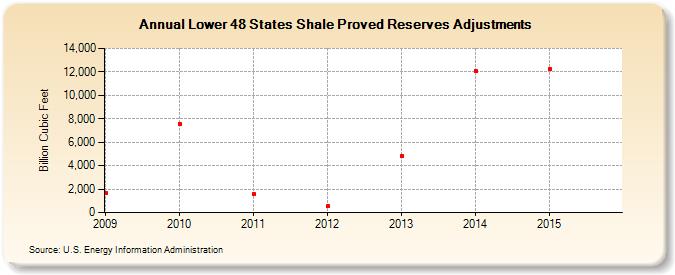 Annual Lower 48 States Shale Proved Reserves Adjustments
Billion Cubic Feet
14,000
12,000
10,000
8,000
6,000
4,000
2,000
0
2009 2010 2011 2012 2013 2014 2015
Source: U.S. Energy Information Administration